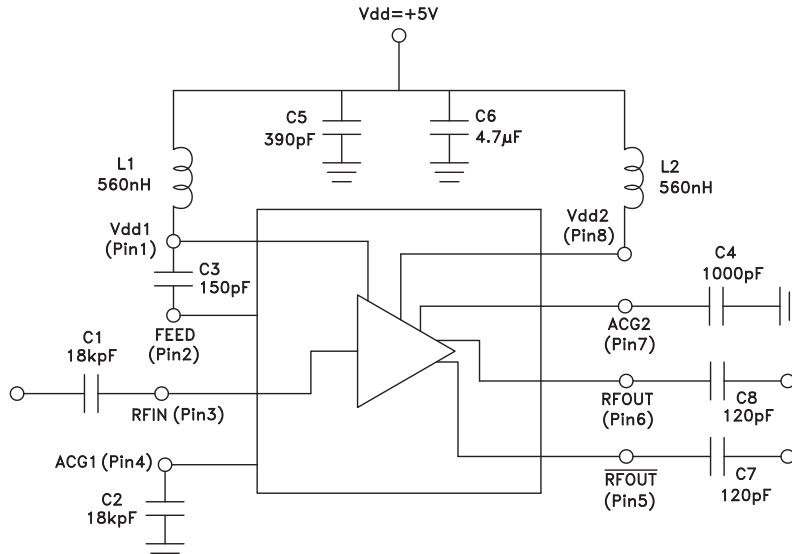 Vdd=+5V
C5
390pF
C6
4.7μF
L1
560nH
L2
560nH
Vdd1
(Pin1)
Vdd2
(Pin8)
C3
150pF
C4
1000pF
FEED
(Pin2)
ACG2
(Pin7)
C1
18kpF
RFIN (Pin3)
RFOUT
(Pin6)
C8
120pF
ACG1 (Pin4)
C2
18kpF
RFOUT
(Pin5)
C7
120pF